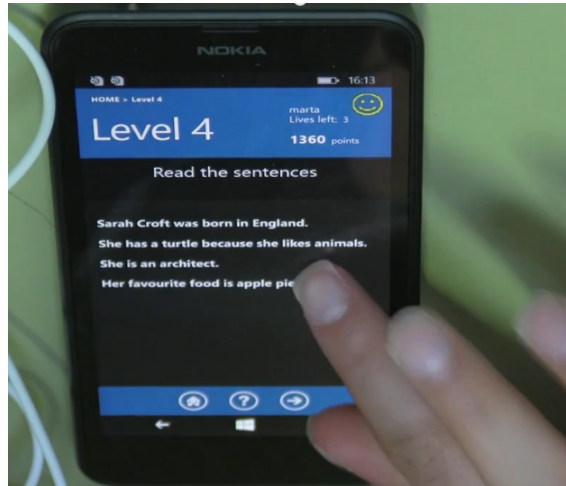 NOKIA
16:13
HOME > Level 4
Level 4
marta
Lives left: 3
1360 points
Read the sentences
Sarah Croft was born in England.
She has a turtle because she likes animals.
She is an architect.
Her favourite food is apple pie
?